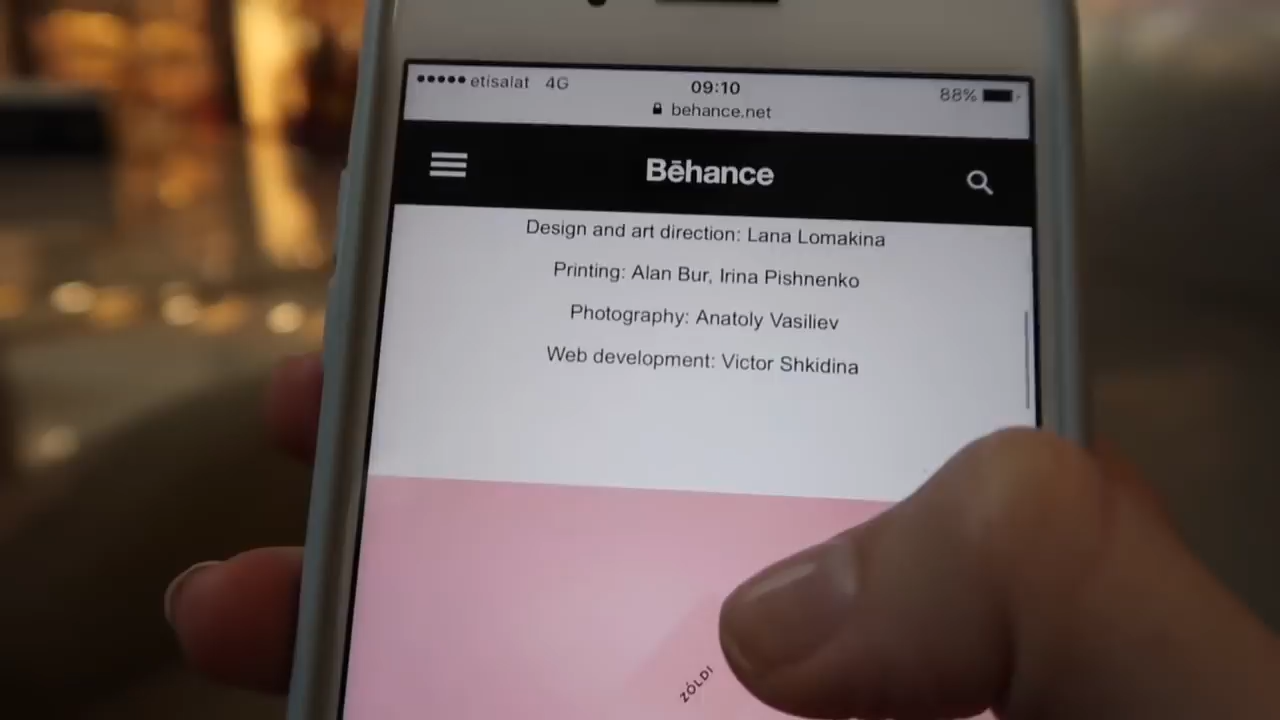 etisalat 4G 09:10 88%
behance.net
Bēhance
Design and art direction: Lana Lomakina
Printing: Alan Bur, Irina Pishnenko
Photography: Anatoly Vasiliev
Web development: Victor Shkidina
ZÓLDI